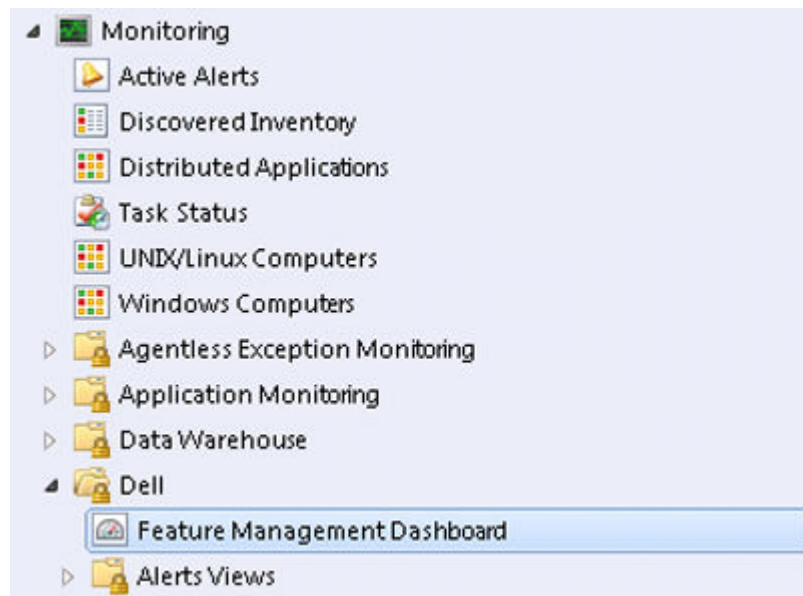 Monitoring
Active Alerts
Discovered Inventory
Distributed Applications
Task Status
UNIX/Linux Computers
Windows Computers
Agentless Exception Monitoring
Application Monitoring
Data Warehouse
Dell
Feature Management Dashboard
Alerts Views